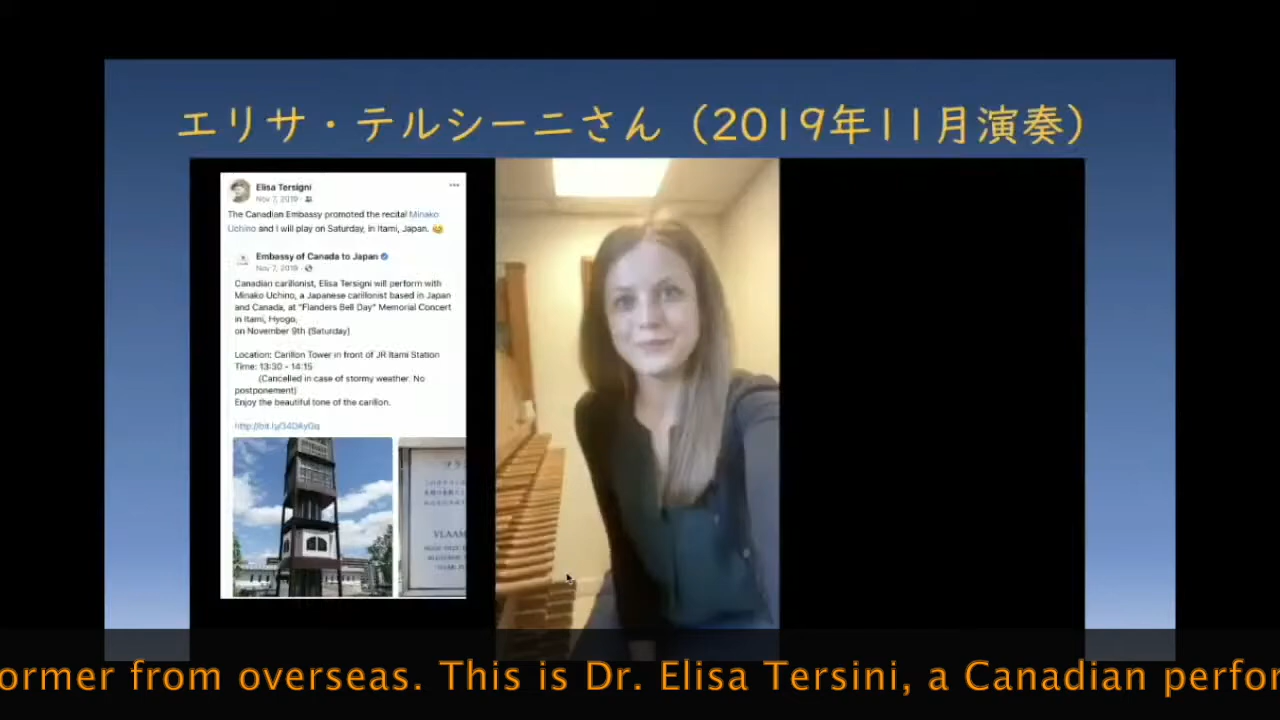 エリサ・テルシーニさん（2019年11月演奏）
Elisa Tersigni
Nov 7, 2019
The Canadian Embassy promoted the recital Minako
Uchino and I will play on Saturday, in Itami, Japan.
Embassy of Canada to Japan
Nov 7, 2019
Canadian carillonist, Elisa Tersigni will perform with
Minako Uchino, a Japanese carillonist based in Japan
and Canada, at "Flanders Bell Day" Memorial Concert
in Itami, Hyogo,
on November 9th (Saturday)
Location: Carillon Tower in front of JR Itami Station
Time: 13:30 - 14:15
(Cancelled in case of stormy weather. No
postponement)
Enjoy the beautiful tone of the carillon.
VLAAM
ormer from overseas. This is Dr. Elisa Tersini, a Canadian perfor